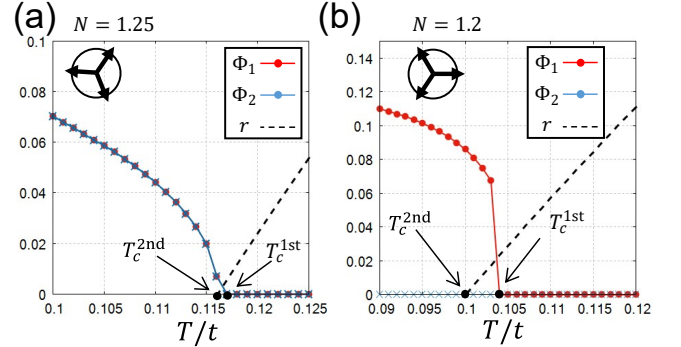 (a) N = 1.25
0.1
0.08
0.06
0.04
0.02
0
Φ₁
Φ₂
r
T_c^{2nd}
T_c^{1st}
0.1 0.105 0.11 0.115 0.12 0.125
T/t
(b) N = 1.2
0.14
0.12
0.1
0.08
0.06
0.04
0.02
0
Φ₁
Φ₂
r
T_c^{2nd}
T_c^{1st}
0.09 0.095 0.1 0.105 0.11 0.115 0.12
T/t